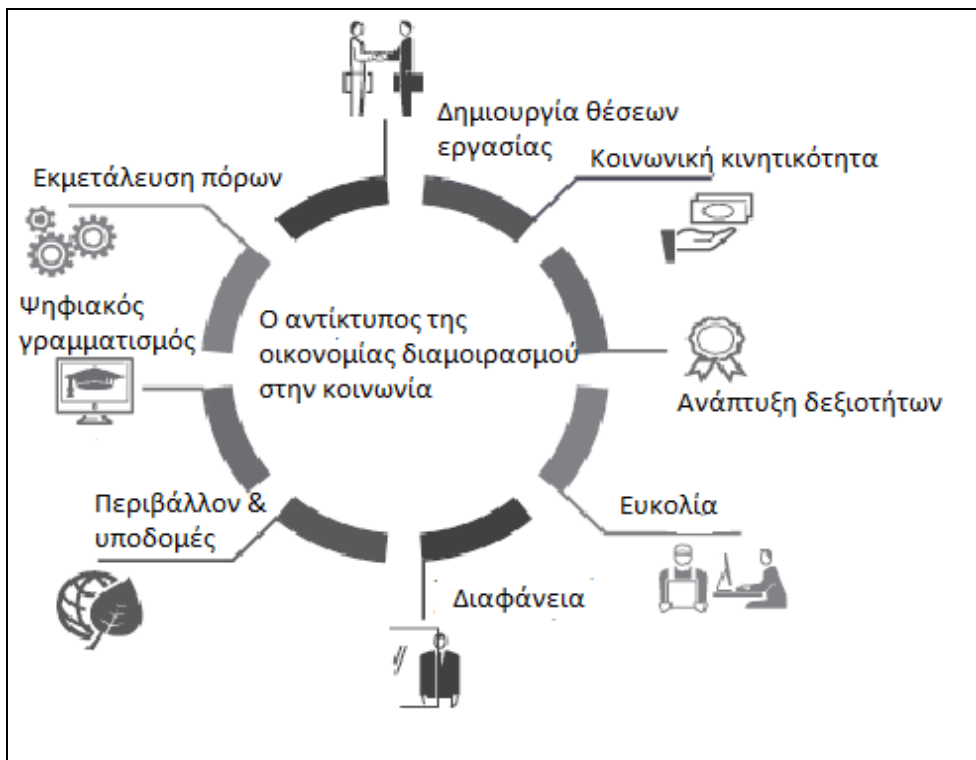 Δημιουργία θέσεων
εργασίας
Κοινωνική κινητικότητα
Εκμετάλευση πόρων
Ψηφιακός
γραμματισμός
Ο αντίκτυπος της
οικονομίας διαμοιρασμού
στην κοινωνία
Ανάπτυξη δεξιοτήτων
Περιβάλλον &
υποδομές
Ευκολία
Διαφάνεια